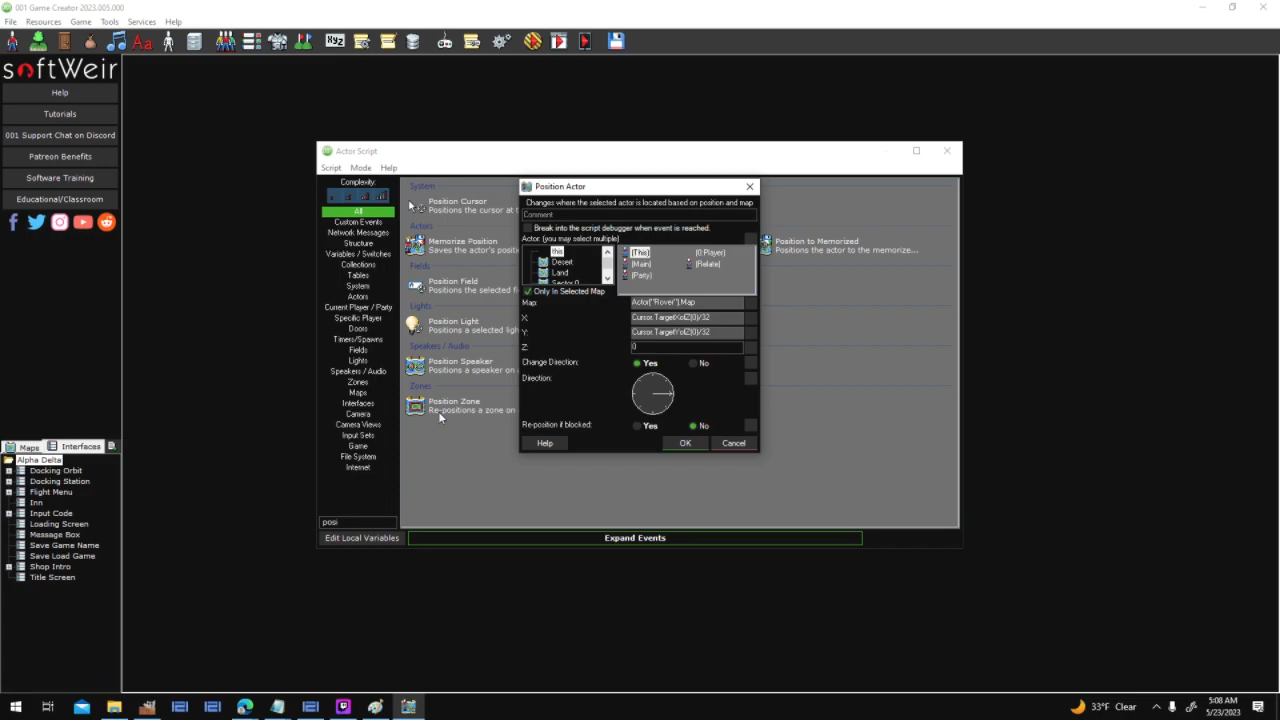 001 Game Creator 2023.005.000
File Resources Game Tools Services Help
softWeir
Help
Tutorials
001 Support Chat on Discord
Patreon Benefits
Software Training
Educational/Classroom
Maps Interfaces
Alpha Delta
Docking Orbit
Docking Station
Flight Menu
Inn
Input Code
Loading Screen
Message Box
Save Game Name
Save Load Game
Shop Intro
Title Screen
Actor Script
Script Mode Help
Complexity:
All
Custom Events
Network Messages
Structure
Variables / Switches
Collections
Tables
System
Actors
Current Player / Party
Specific Player
Doors
Timers/Spawns
Fields
Lights
Speakers / Audio
Zones
Maps
Interfaces
Camera
Camera Views
Input Sets
Game
File System
Internet
posi
Edit Local Variables
Expand Events
System
Position Cursor
Positions the cursor at t
Actors
Memorize Position
Saves the actor's positi
Position to Memorized
Positions the actor to the memorize...
Fields
Position Field
Positions the selected fi
Lights
Position Light
Positions a selected ligh
Speakers / Audio
Position Speaker
Positions a speaker on
Zones
Position Zone
Re-positions a zone on
Position Actor
Changes where the selected actor is located based on position and map
Comment
Break into the script debugger when event is reached.
Actor: (you may select multiple)
this
Desert
Land
Sector 0
(This)
(Main)
(Party)
(0:Player)
(Relate)
Only In Selected Map
Map: Actor("Rover").Map
X: Cursor.TargetXofZ(0)/32
Y: Cursor.TargetYofZ(0)/32
Z: 0
Change Direction: Yes No
Direction:
Re-position if blocked: Yes No
Help OK Cancel
33°F Clear
5:08 AM
5/23/2023